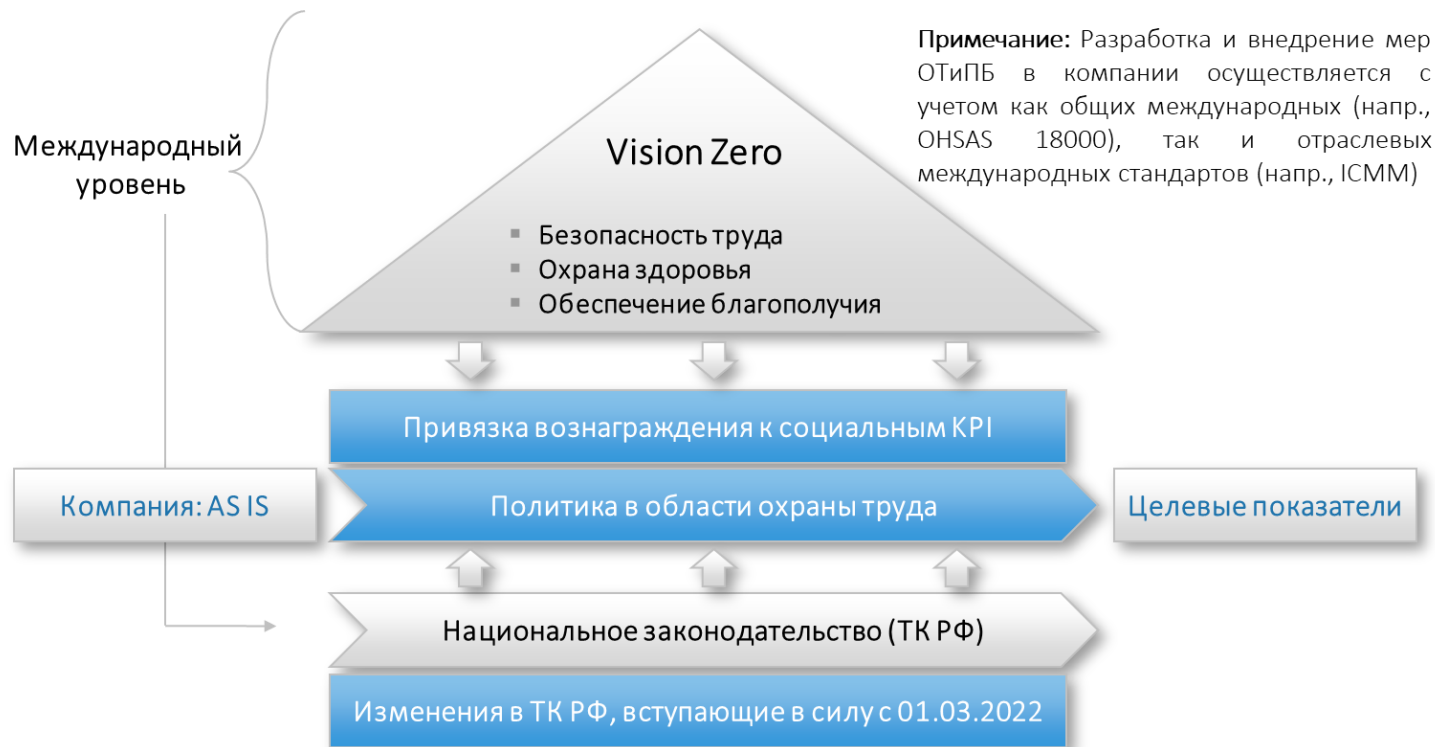 Примечание: Разработка и внедрение мер
ОТиПБ в компании осуществляется с
учетом как общих международных (напр.,
OHSAS 18000), так и отраслевых
международных стандартов (напр., ICMM)
Международный
уровень
Vision Zero
▪ Безопасность труда
▪ Охрана здоровья
▪ Обеспечение благополучия
Привязка вознаграждения к социальным KPI
Компания: AS IS
Политика в области охраны труда
Целевые показатели
Национальное законодательство (ТК РФ)
Изменения в ТК РФ, вступающие в силу с 01.03.2022